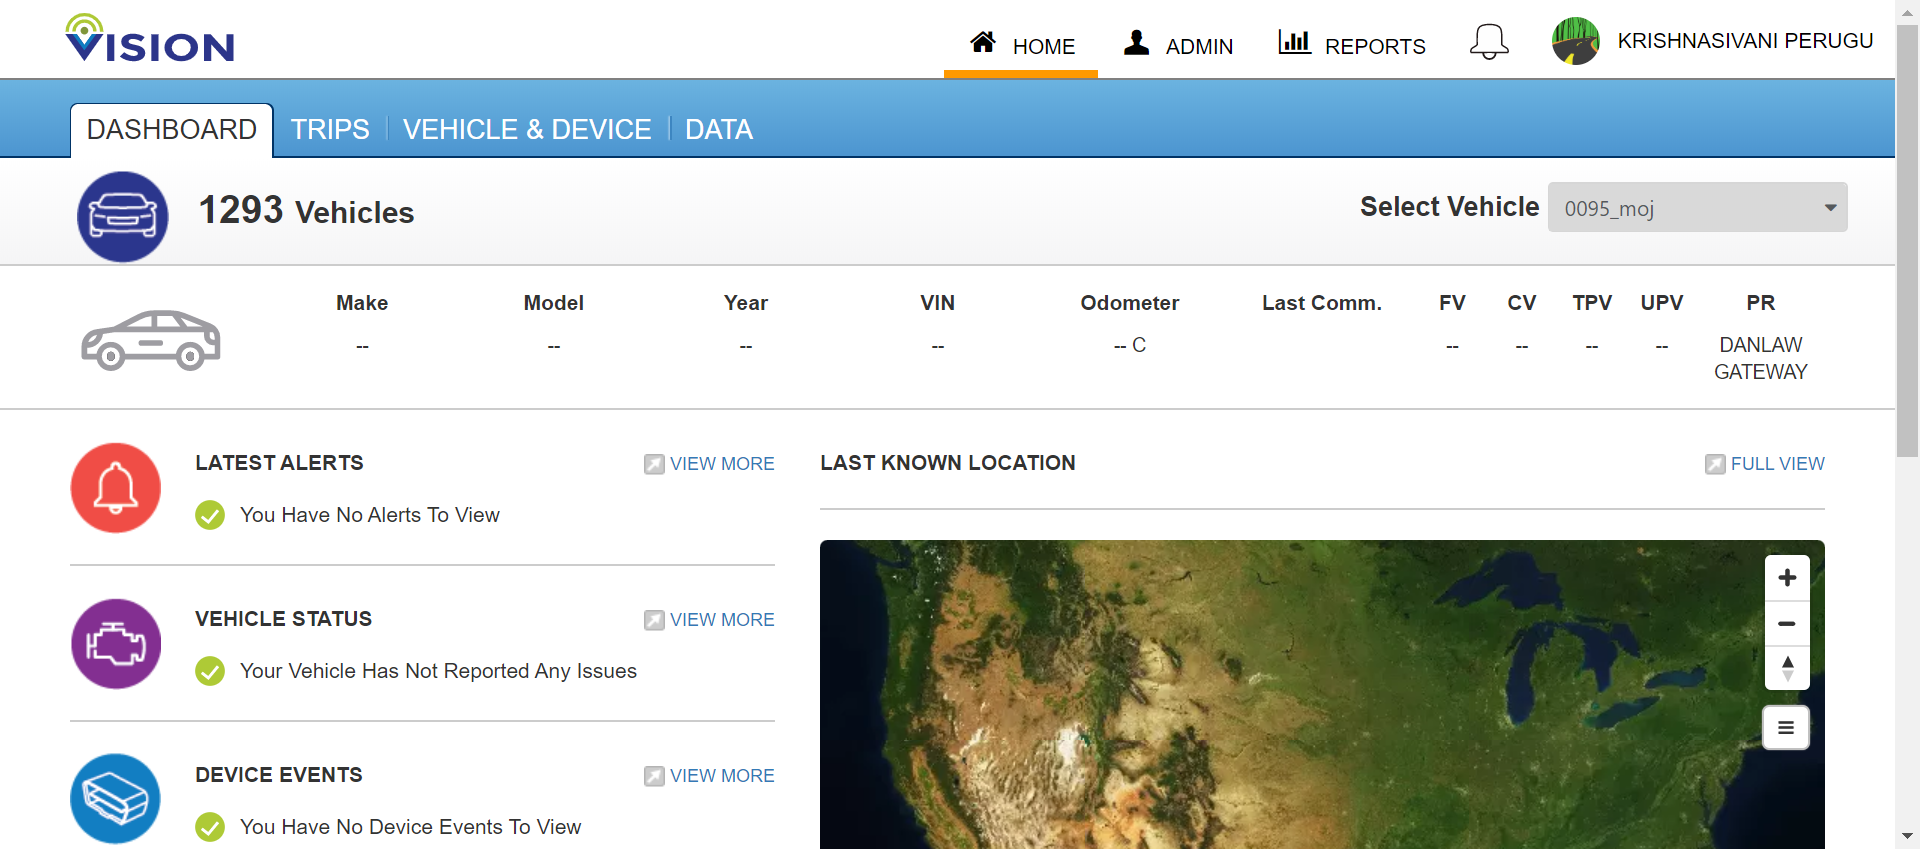 VISION
HOME
ADMIN
REPORTS
KRISHNASIVANI PERUGU
DASHBOARD
TRIPS
VEHICLE & DEVICE
DATA
1293 Vehicles
Select Vehicle
0095_moj
Make Model Year VIN Odometer Last Comm. FV CV TPV UPV PR
-- -- -- -- -- C -- -- -- -- DANLAW
GATEWAY
LATEST ALERTS
VIEW MORE
You Have No Alerts To View
VEHICLE STATUS
VIEW MORE
Your Vehicle Has Not Reported Any Issues
DEVICE EVENTS
VIEW MORE
You Have No Device Events To View
LAST KNOWN LOCATION
FULL VIEW